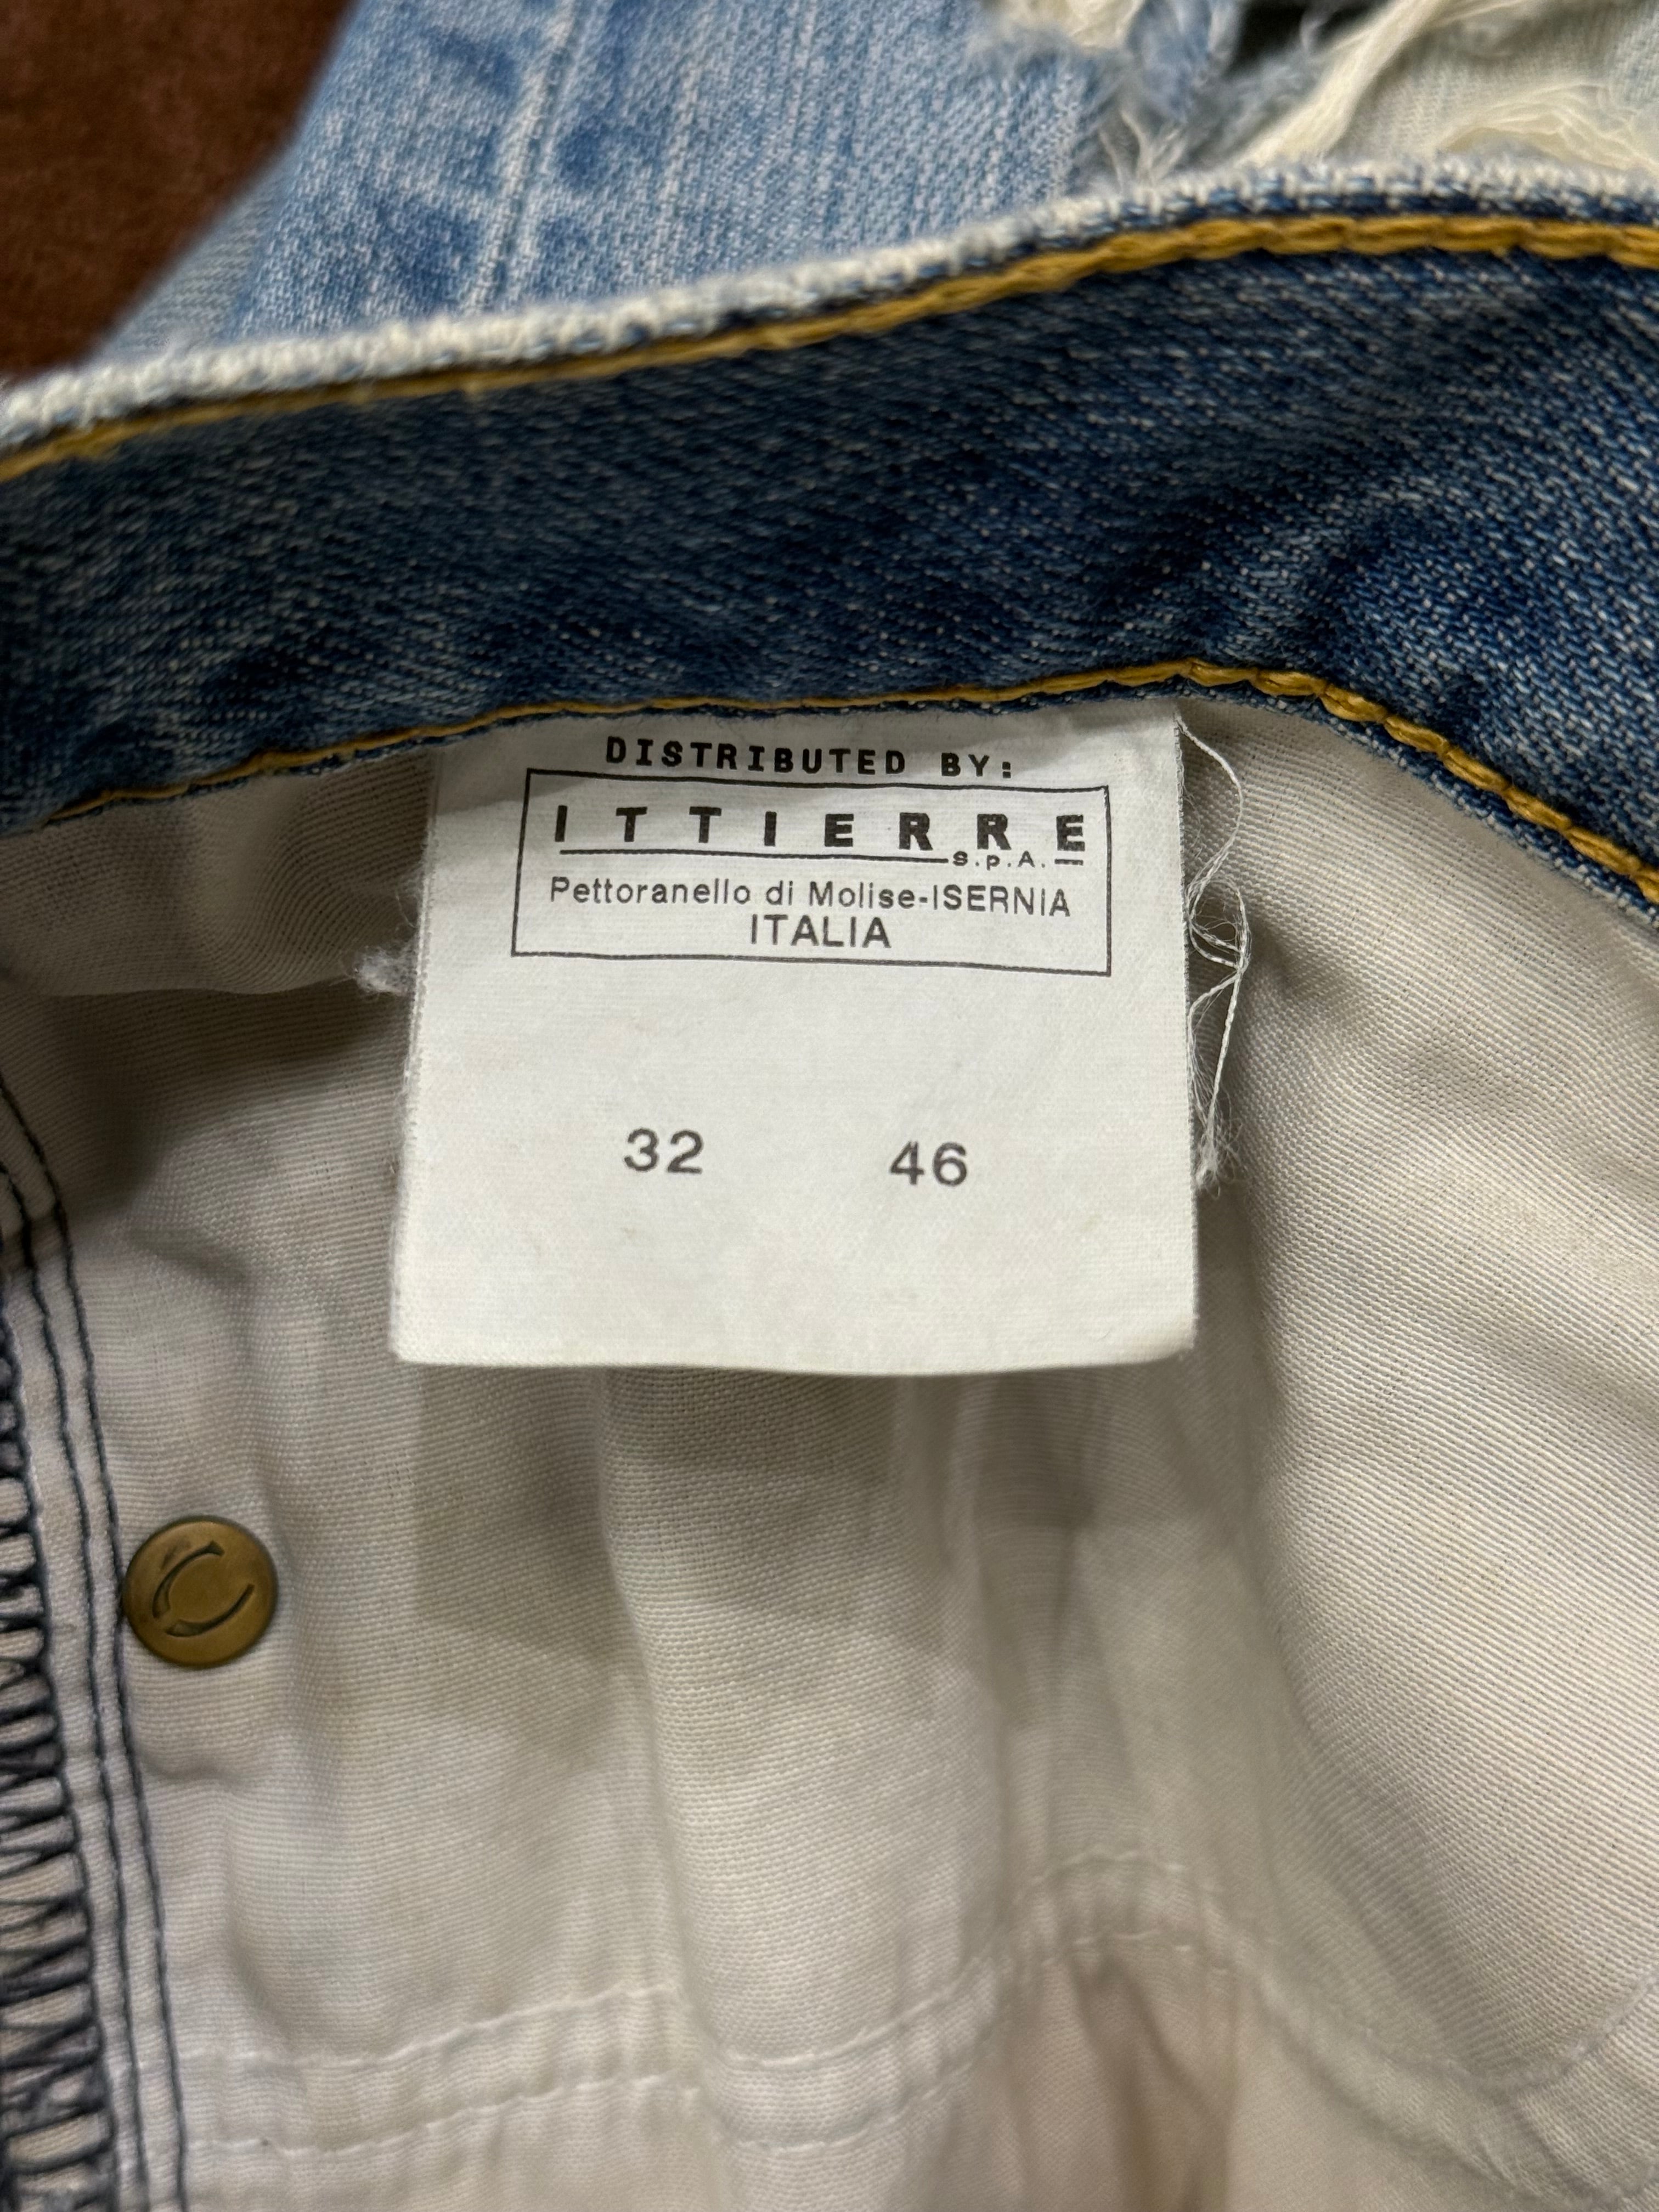 DISTRIBUTED BY:
ITTIERRE
S.p.A.
Pettoranello di Molise-ISERNIA
ITALIA
32 46